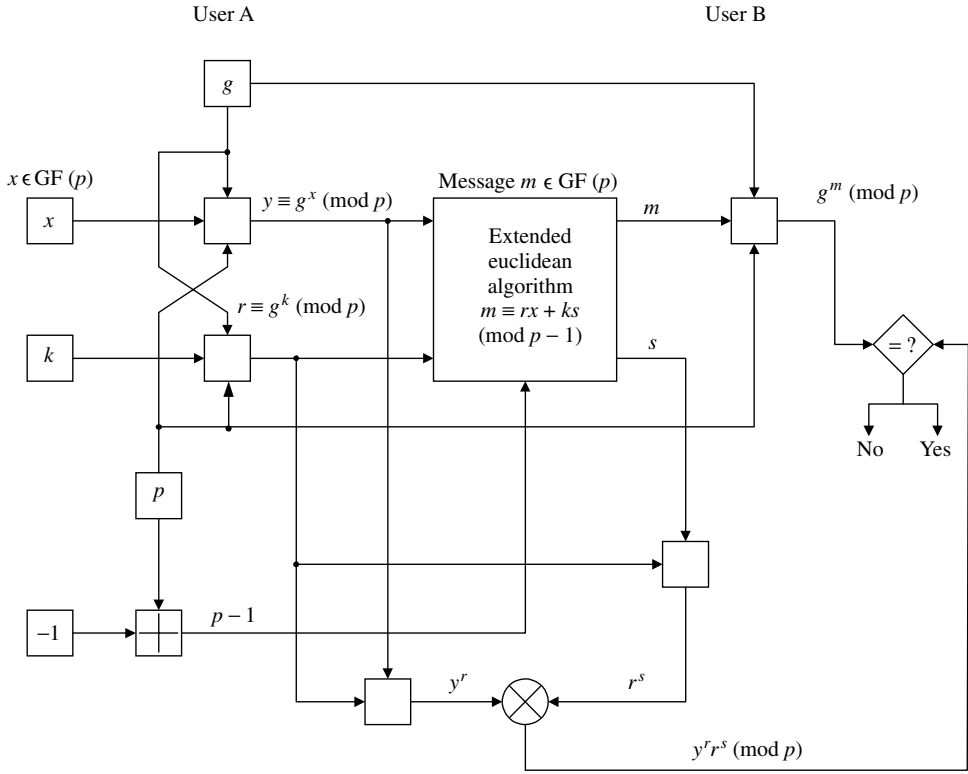 User A
User B
g
x ϵ GF (p)
x
y ≡ g^x (mod p)
Message m ϵ GF (p)
m
g^m (mod p)
Extended
euclidean
algorithm
m ≡ rx + ks
(mod p − 1)
r ≡ g^k (mod p)
k
s
= ?
No
Yes
p
−1
p − 1
y^r
r^s
y^r r^s (mod p)